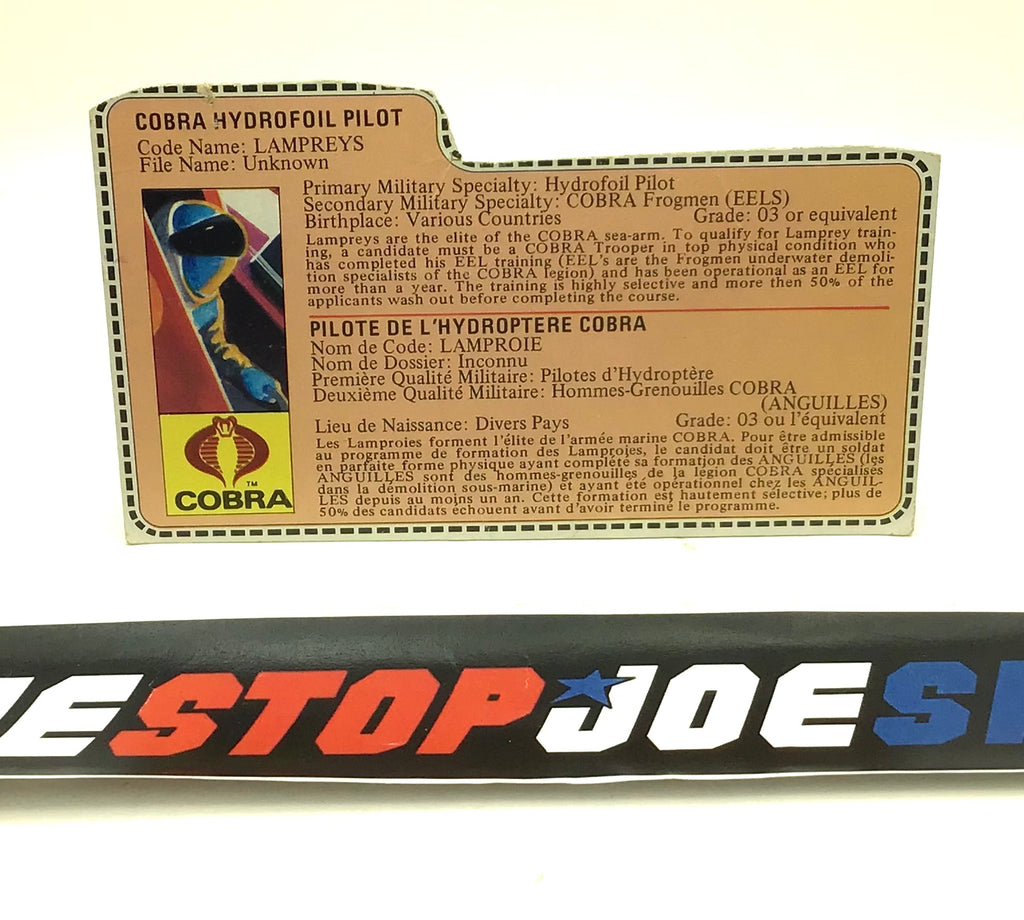 COBRA HYDROFOIL PILOT
Code Name: LAMPREYS
File Name: Unknown
Primary Military Specialty: Hydrofoil Pilot
Secondary Military Specialty: COBRA Frogmen (EELS)
Birthplace: Various Countries Grade: 03 or equivalent
Lampreys are the elite of the COBRA sea-arm. To qualify for Lamprey train-
ing, a candidate must be a COBRA Trooper in top physical condition who
has completed his EEL training (EEL's are the Frogmen underwater demoli-
tion specialists of the COBRA legion) and has been operational as an EEL for
more than a year. The training is highly selective and more then 50% of the
applicants wash out before completing the course.
PILOTE DE L'HYDROPTERE COBRA
Nom de Code: LAMPROIE
Nom de Dossier: Inconnu
Première Qualité Militaire: Pilotes d'Hydroptère
Deuxième Qualité Militaire: Hommes-Grenouilles COBRA
(ANGUILLES)
Lieu de Naissance: Divers Pays Grade: 03 ou l'équivalent
Les Lamproies forment l'élite de l'armée marine COBRA. Pour être admissible
au programme de formation des Lamproies, le candidat doit être un soldat
en parfaite forme physique ayant complété sa formation des ANGUILLES (les
ANGUILLES sont des hommes-grenouilles de la légion COBRA spécialisés
dans la démolition sous-marine) et ayant été opérationnel chez les ANGUIL-
LES depuis au moins un an. Cette formation est hautement sélective; plus de
50% des candidats échouent avant d'avoir terminé le programme.
TM
COBRA
E STOP JOE S